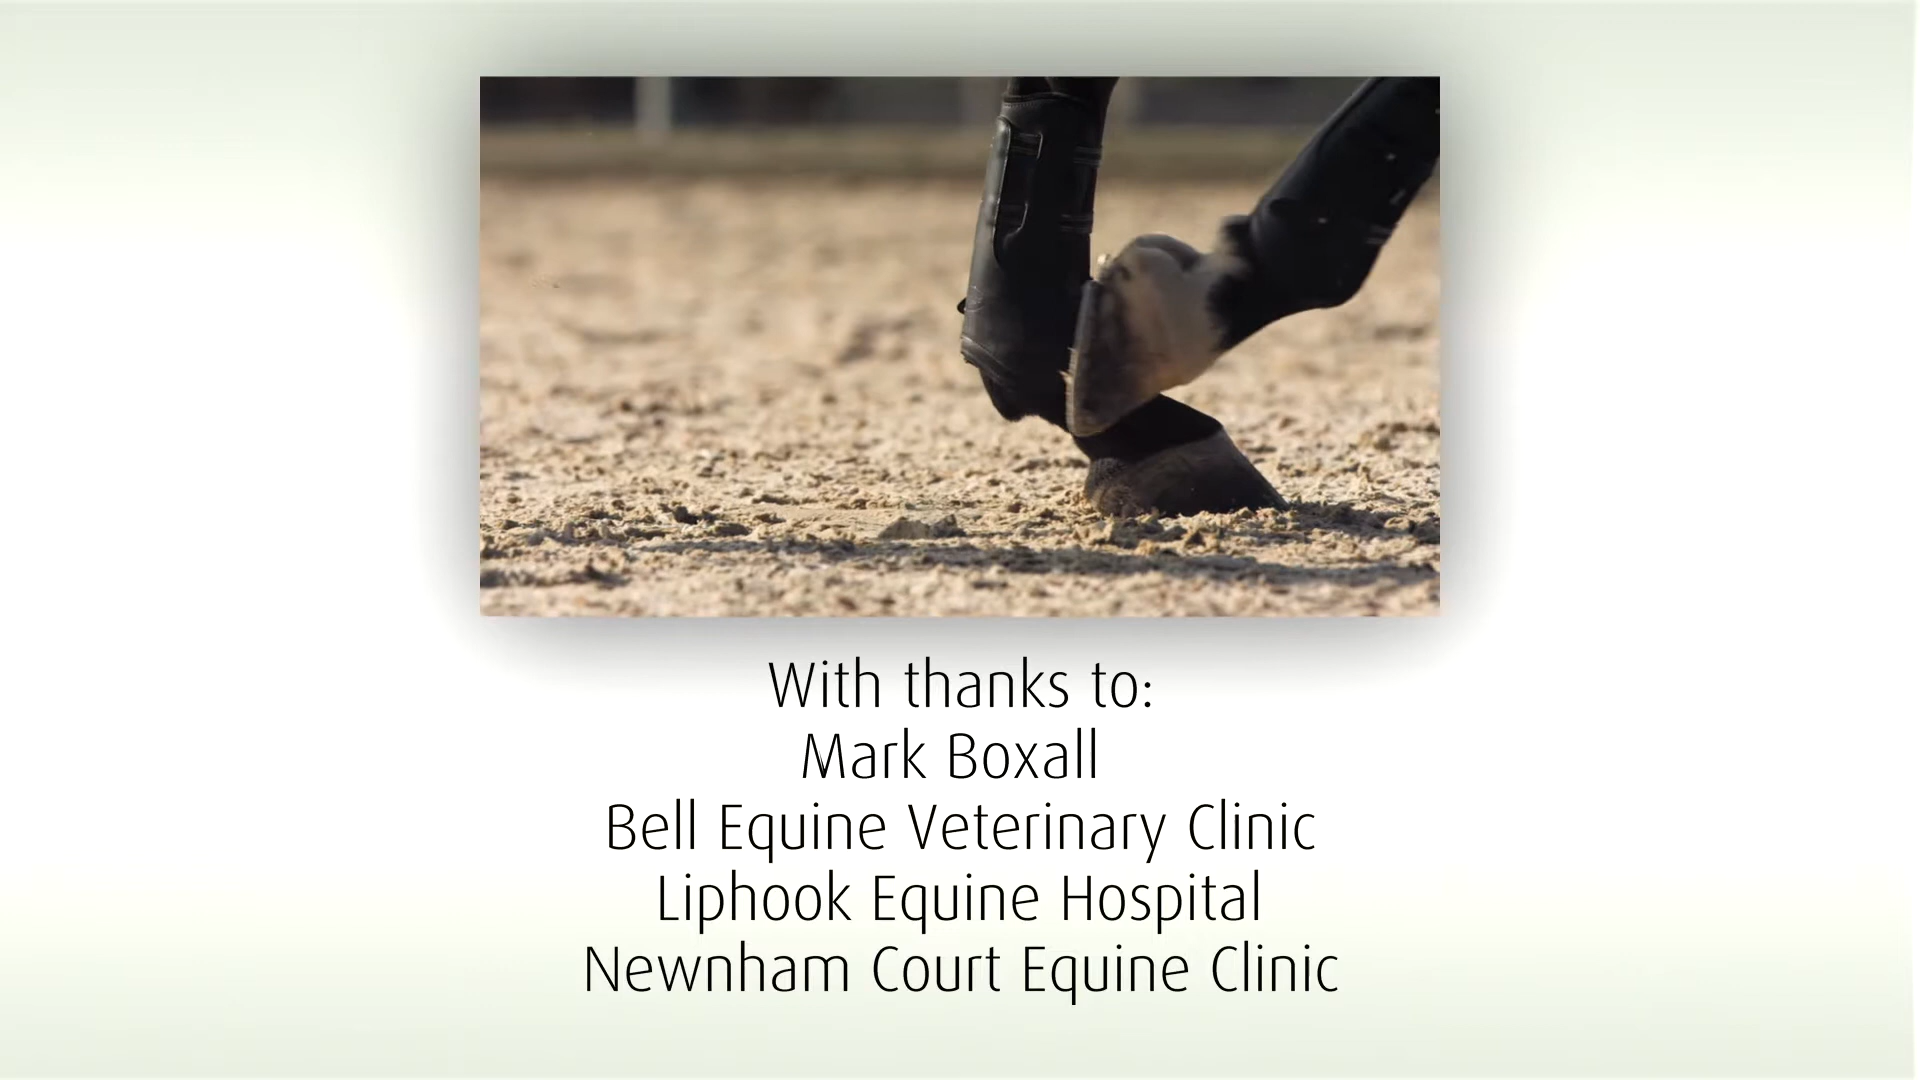 With thanks to:
Mark Boxall
Bell Equine Veterinary Clinic
Liphook Equine Hospital
Newnham Court Equine Clinic